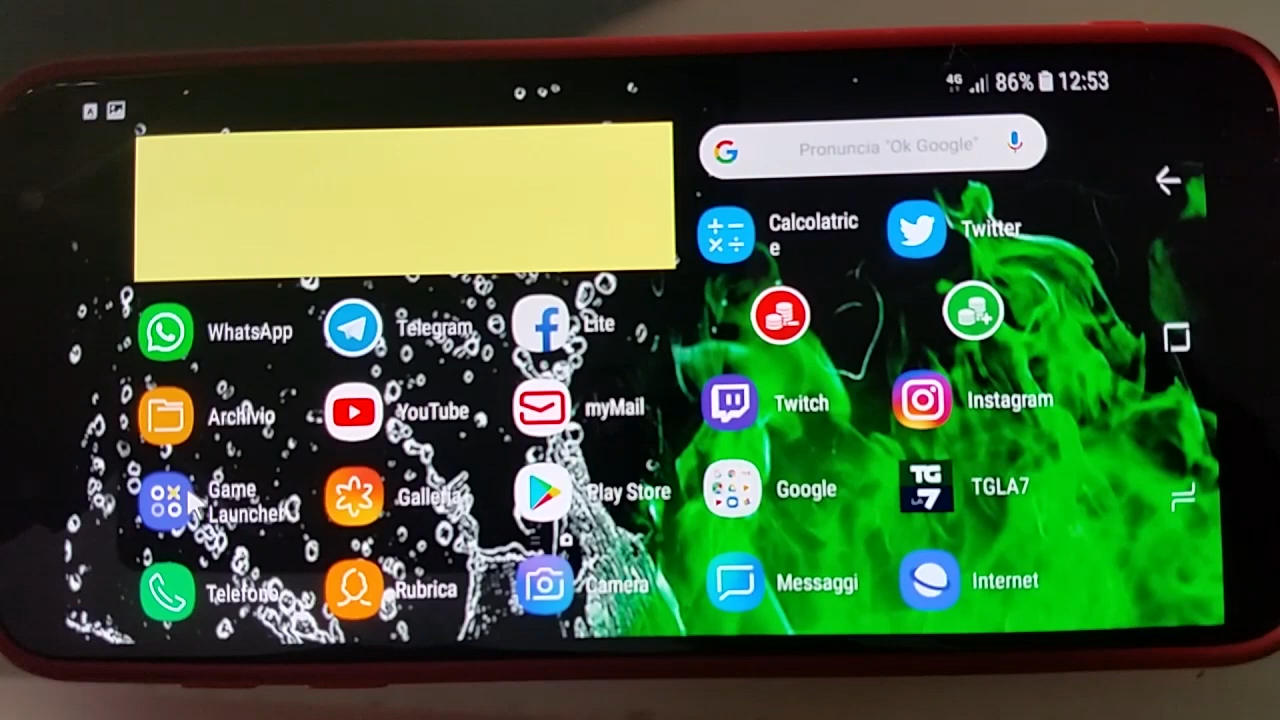 4G 86% 12:53
Pronuncia "Ok Google"
Calcolatric
e
Twitter
WhatsApp
Telegram
Lite
Archivio
YouTube
myMail
Twitch
Instagram
Game
Launcher
Galleria
Play Store
Google
TG
La7
TGLA7
Telefono
Rubrica
Camera
Messaggi
Internet